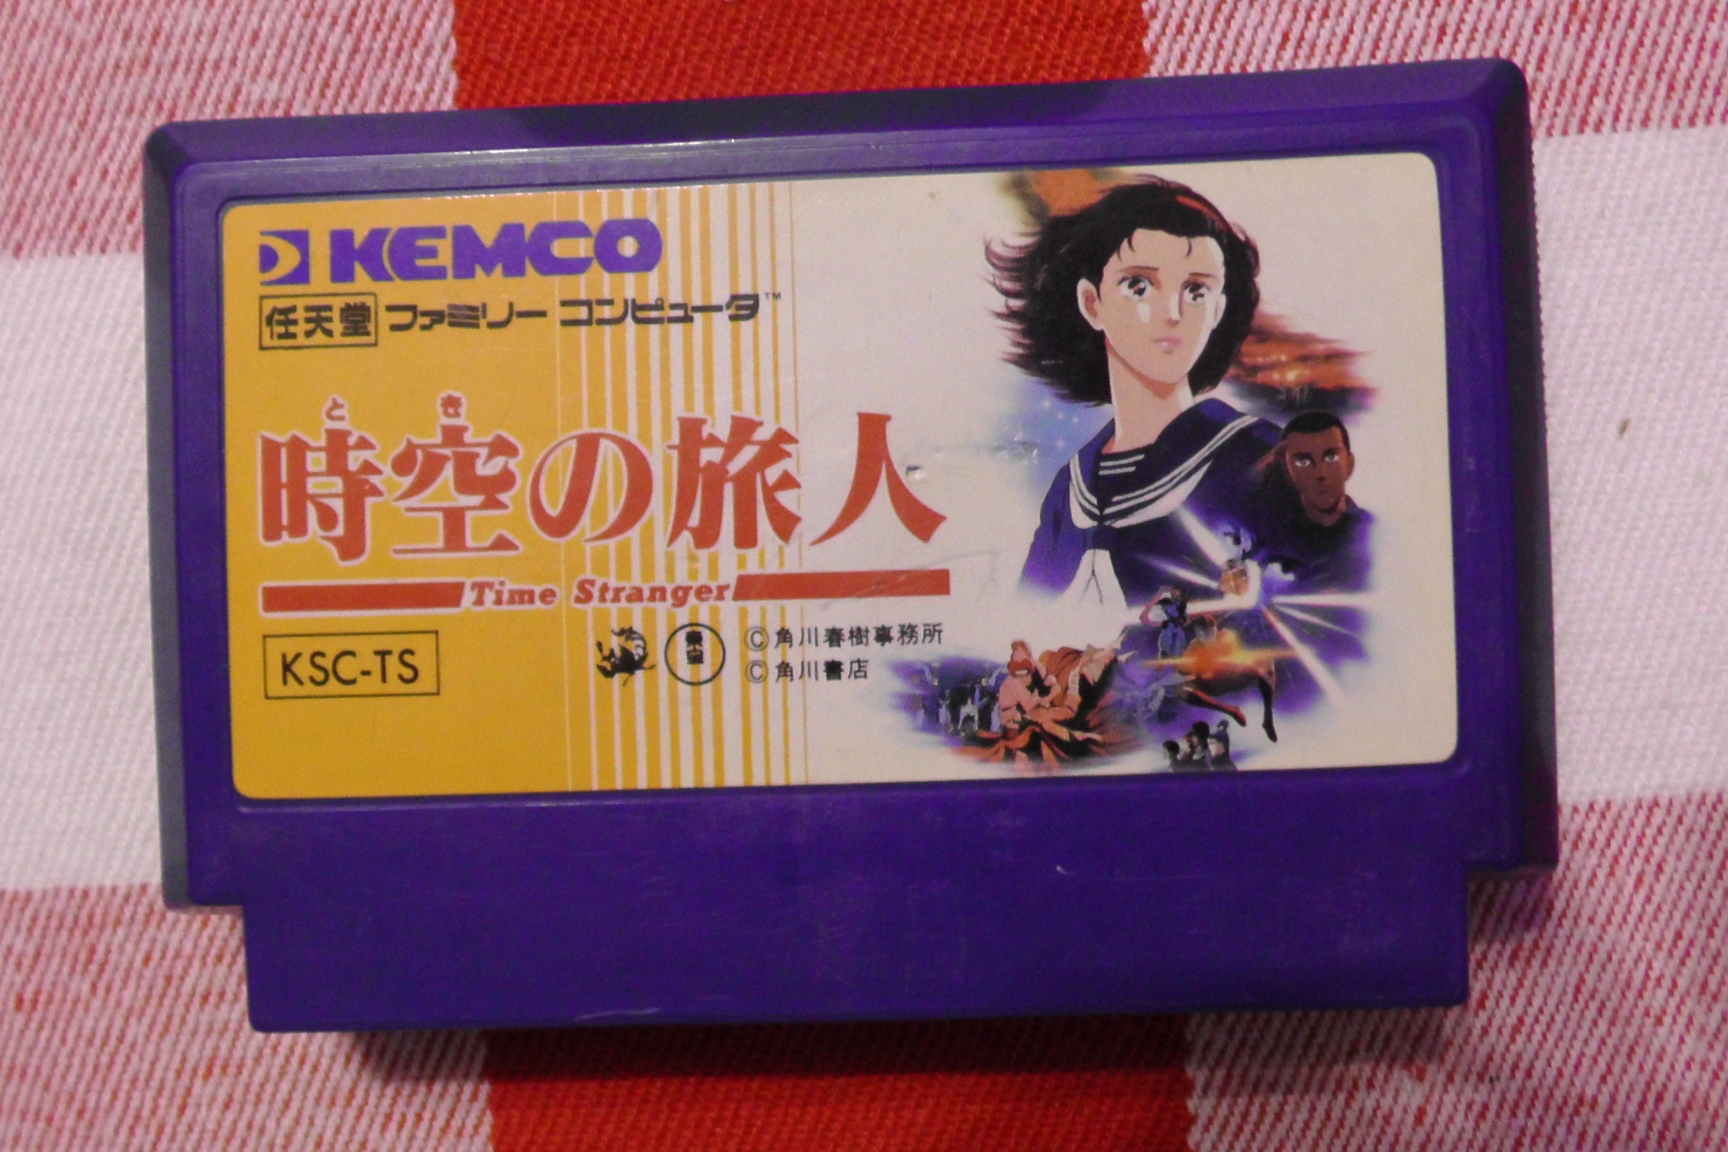 KEMCO
任天堂 ファミリーコンピュータ™
とき
時空の旅人
Time Stranger
KSC-TS
東宝
©角川春樹事務所
©角川書店